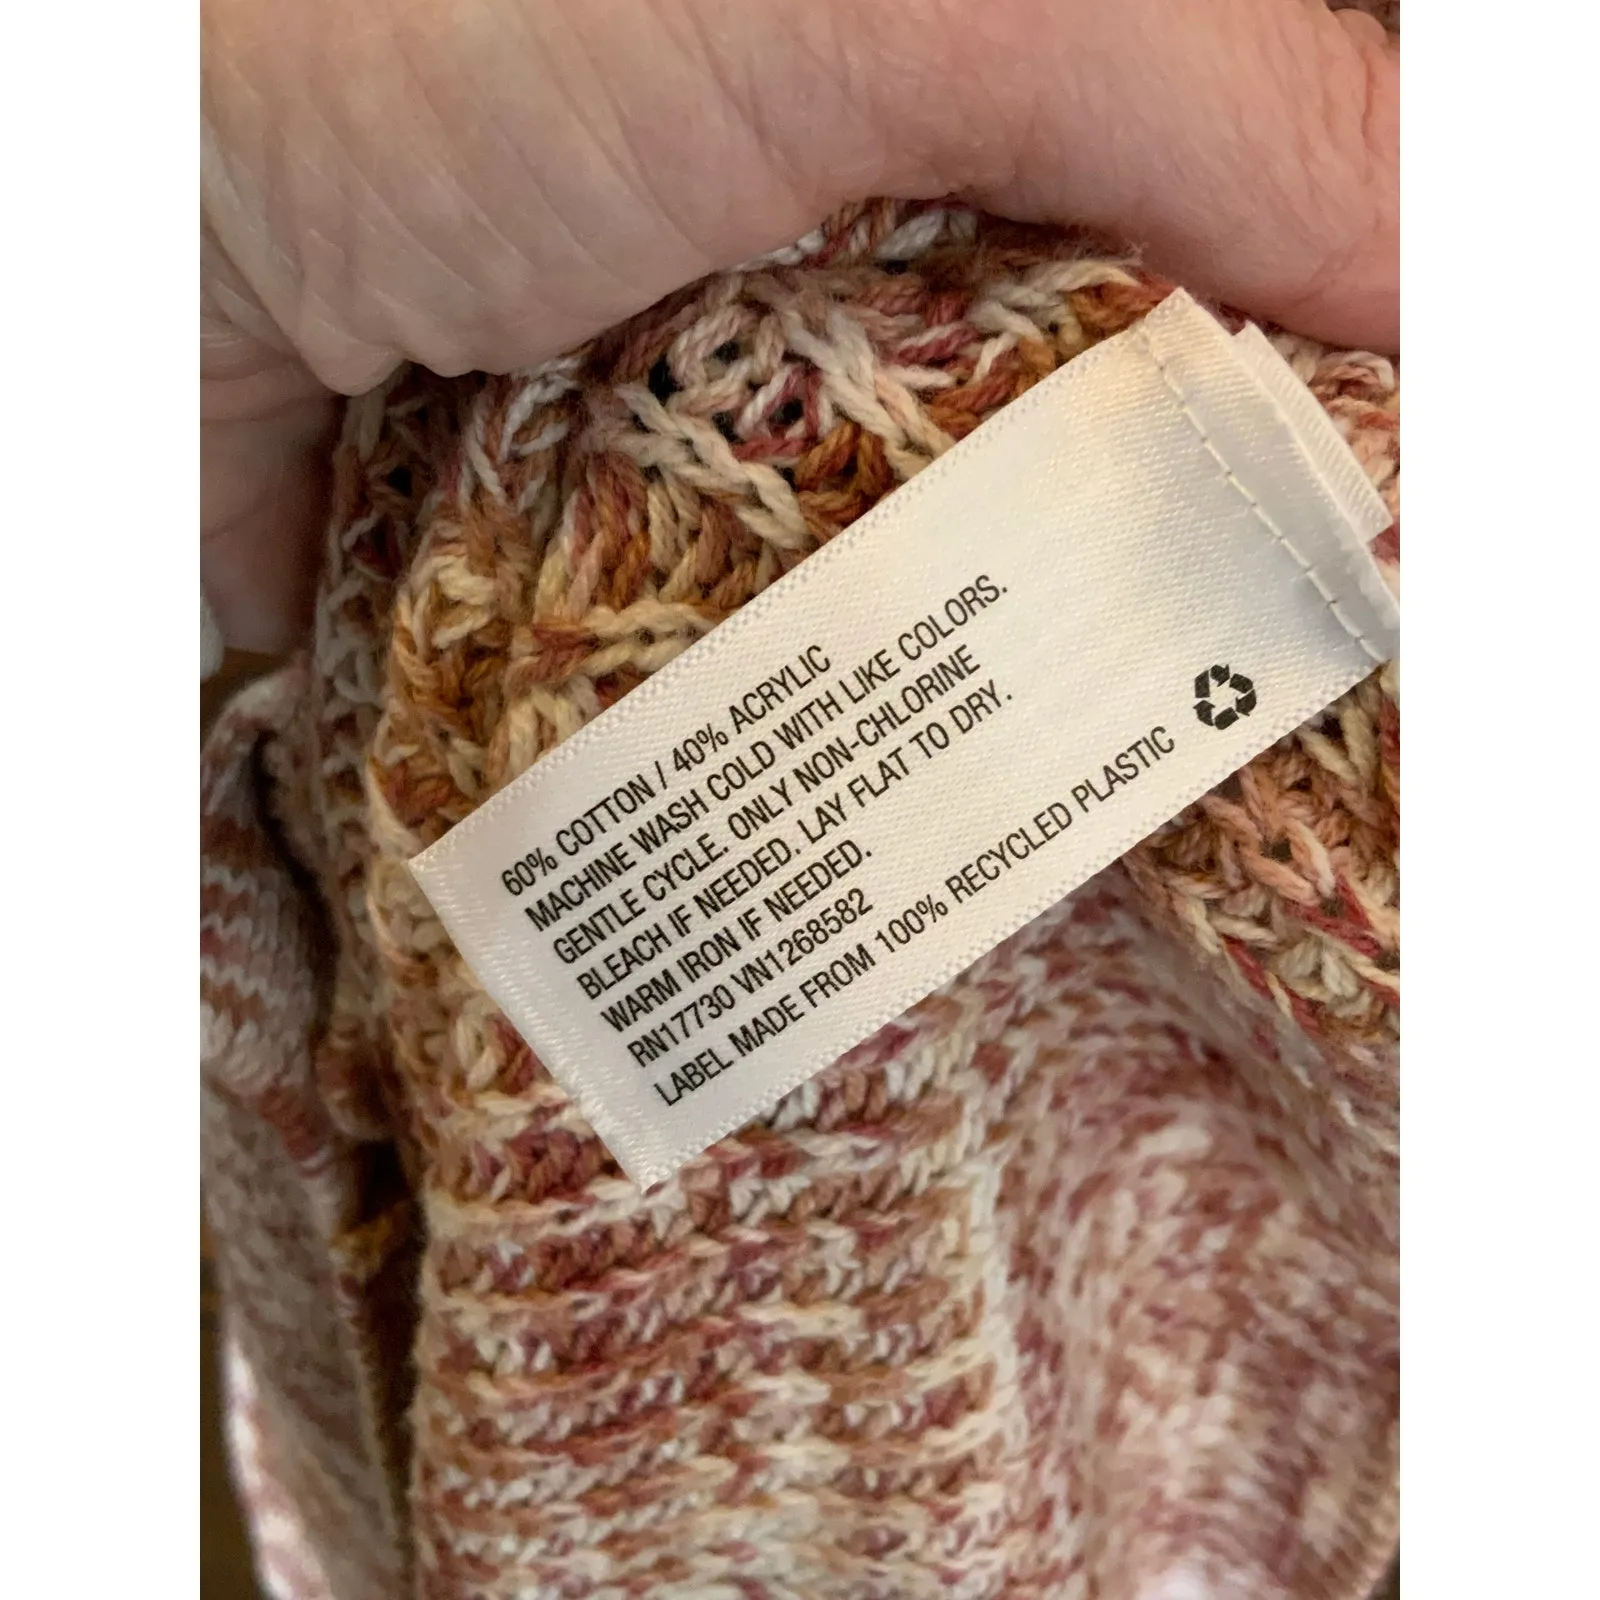 60% COTTON / 40% ACRYLIC
MACHINE WASH COLD WITH LIKE COLORS.
GENTLE CYCLE. ONLY NON-CHLORINE
BLEACH IF NEEDED. LAY FLAT TO DRY.
WARM IRON IF NEEDED.
RN17730 VN1268582
LABEL MADE FROM 100% RECYCLED PLASTIC